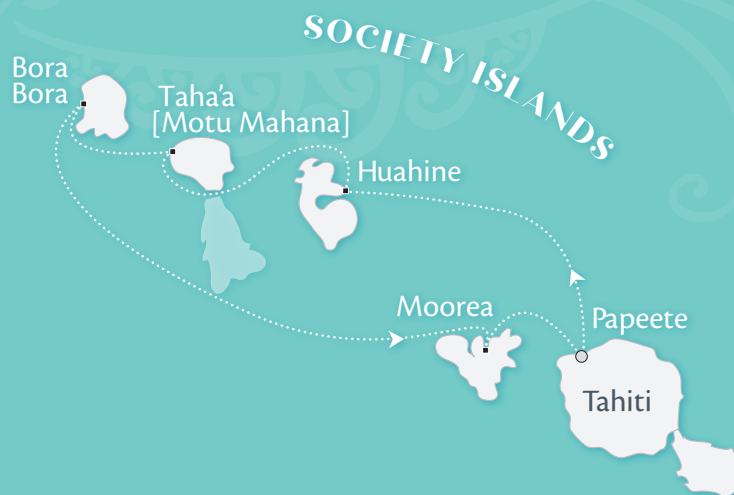 SOCIETY ISLANDS
Bora
Bora
Taha'a
[Motu Mahana]
Huahine
Moorea
Papeete
Tahiti